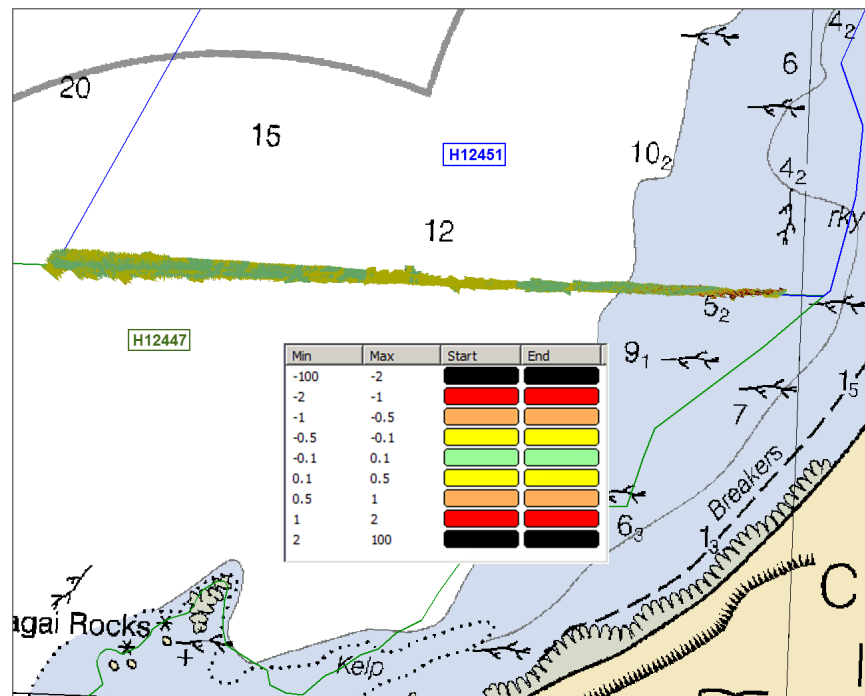 4₂
6
20
15
H12451
10₂
4₂
rky
12
5₂
H12447
9₁
Min Max Start End
-100 -2
-2 -1
-1 -0.5
-0.5 -0.1
-0.1 0.1
0.1 0.5
0.5 1
1 2
2 100
7
1₅
Breakers
6₃
1₃
C
agai Rocks
Kelp